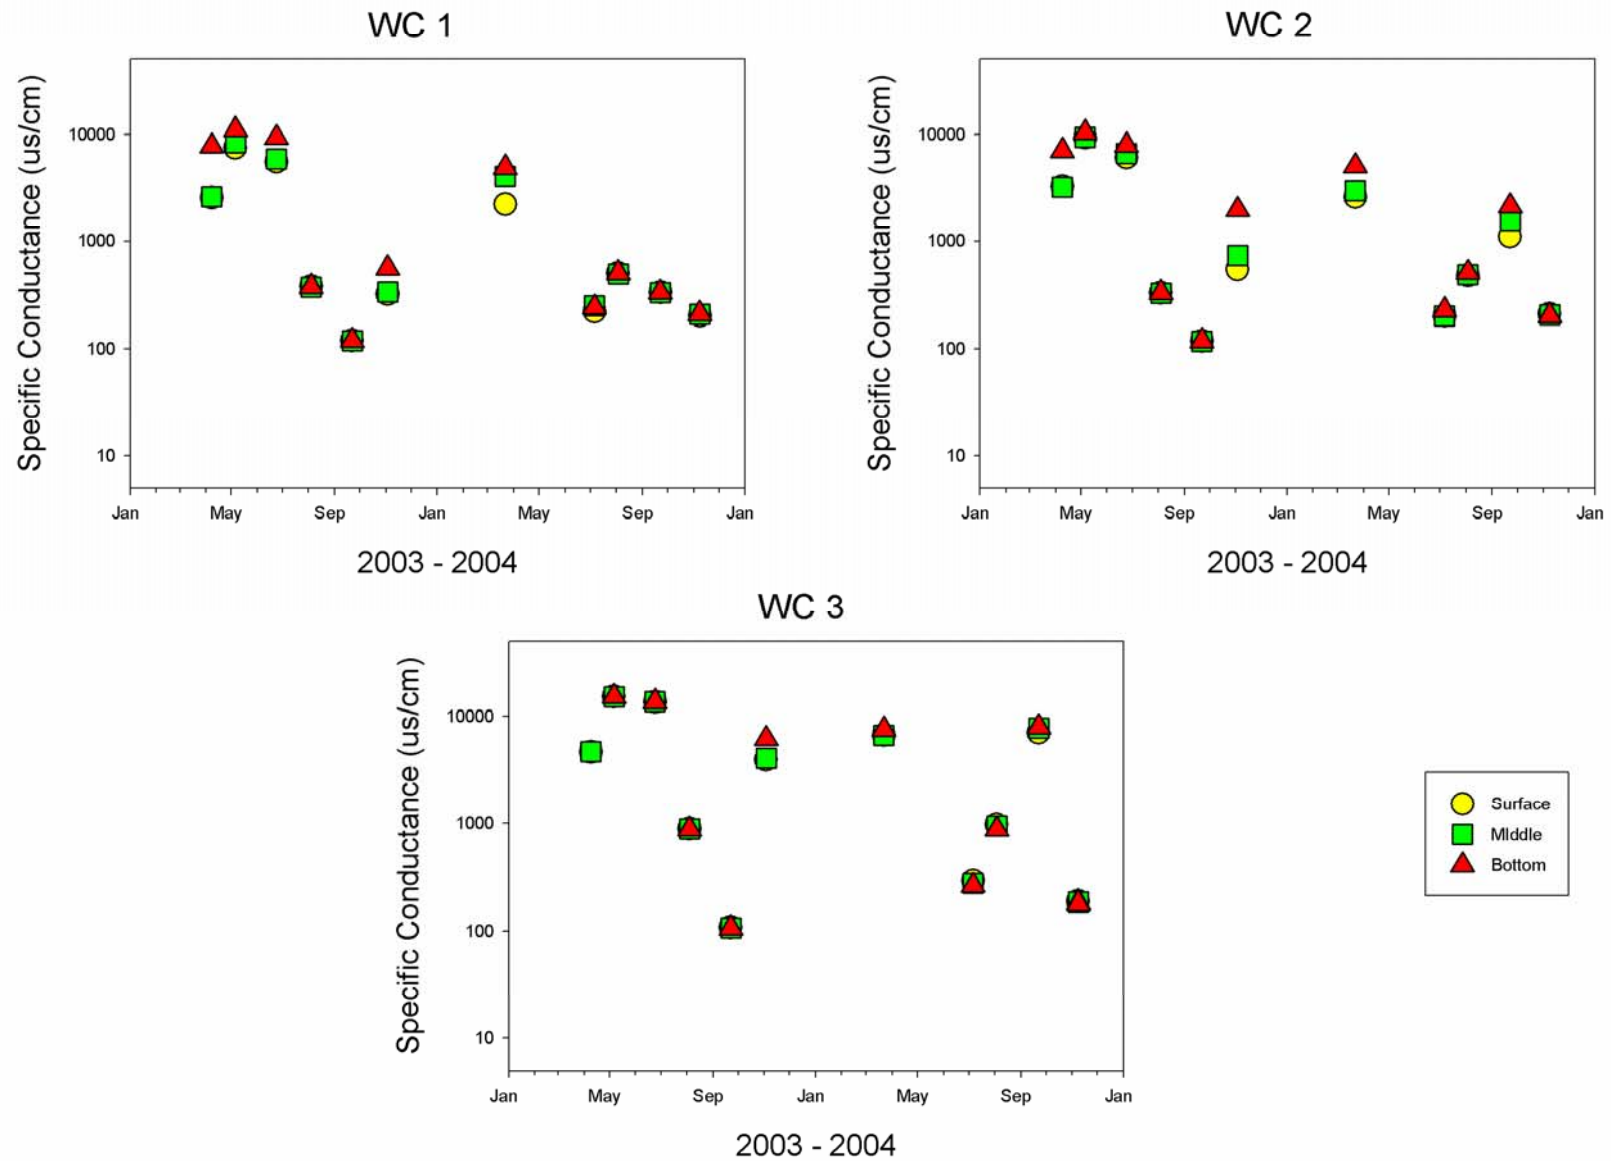 WC 1
Specific Conductance (us/cm)
10000
1000
100
10
Jan May Sep Jan May Sep Jan
2003 - 2004
WC 2
Specific Conductance (us/cm)
10000
1000
100
10
Jan May Sep Jan May Sep Jan
2003 - 2004
WC 3
Specific Conductance (us/cm)
10000
1000
100
10
Jan May Sep Jan May Sep Jan
2003 - 2004
Surface
MIddle
Bottom